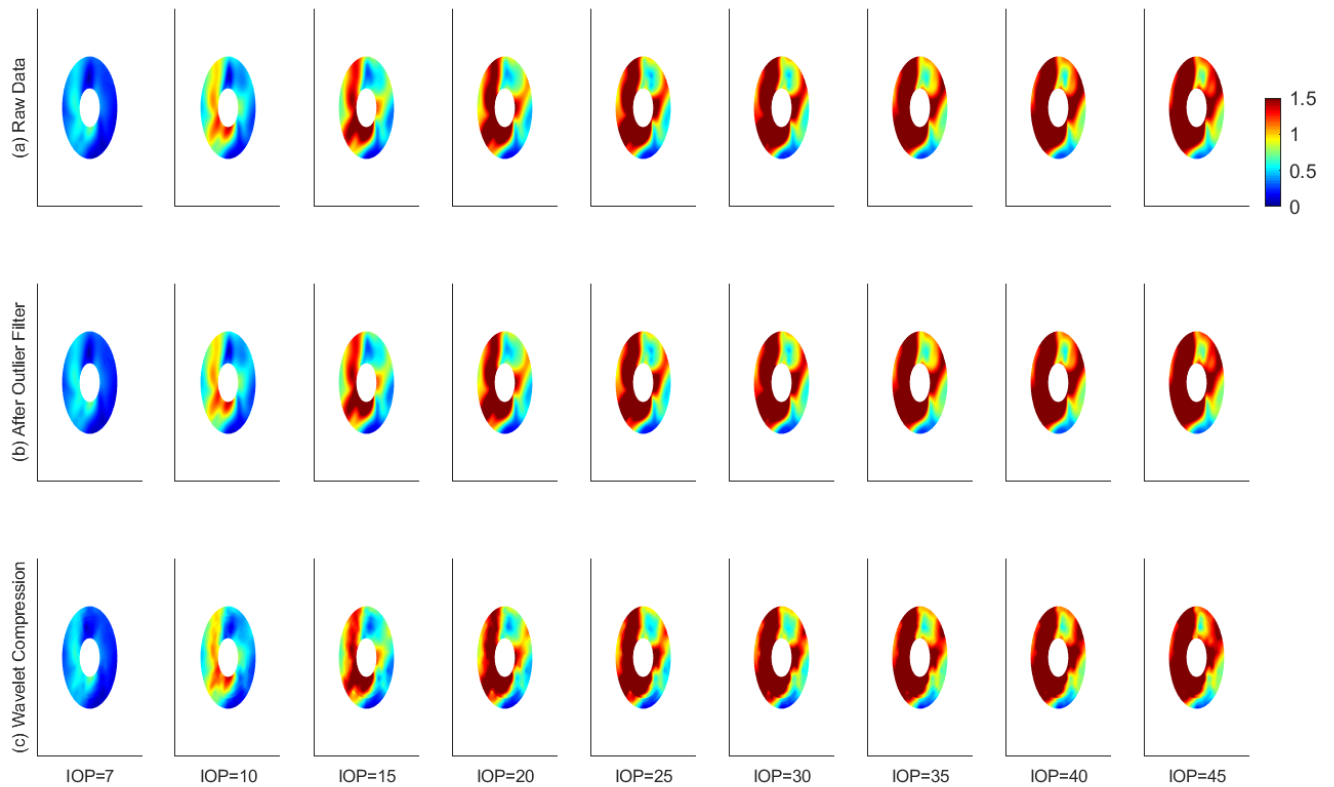 (a) Raw Data
1.5
1
0.5
0
(b) After Outlier Filter
(c) Wavelet Compression
IOP=7 IOP=10 IOP=15 IOP=20 IOP=25 IOP=30 IOP=35 IOP=40 IOP=45